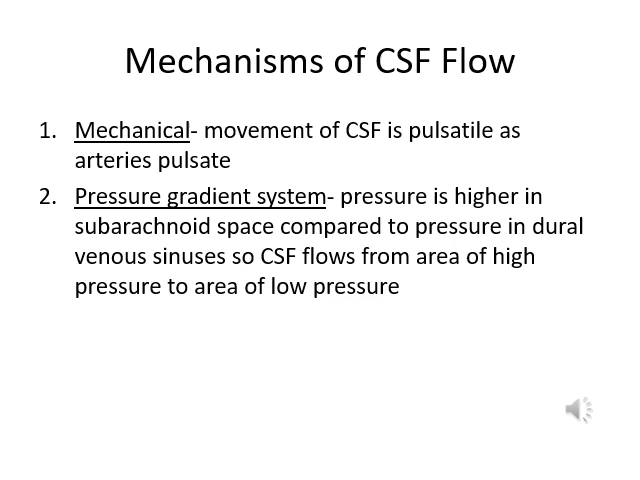 Mechanisms of CSF Flow
1. Mechanical- movement of CSF is pulsatile as
arteries pulsate
2. Pressure gradient system- pressure is higher in
subarachnoid space compared to pressure in dural
venous sinuses so CSF flows from area of high
pressure to area of low pressure